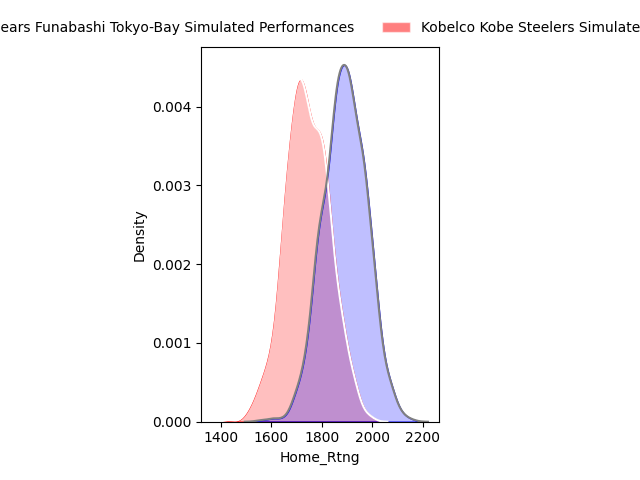 ears Funabashi Tokyo-Bay Simulated Performances Kobelco Kobe Steelers Simulate
0.004
0.003
0.002
0.001
0.000
Density
1400 1600 1800 2000 2200
Home_Rtng